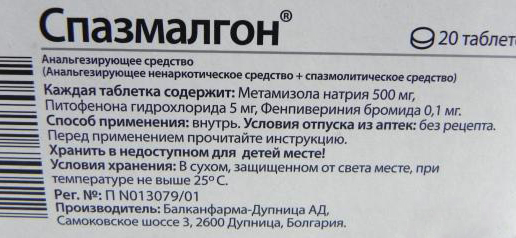 Спазмалгон®
20 таблето
Анальгезирующее средство
(Анальгезирующее ненаркотическое средство + спазмолитическое средство)
Каждая таблетка содержит: Метамизола натрия 500 мг,
Питофенона гидрохлорида 5 мг, Фенпивериния бромида 0,1 мг.
Способ применения: внутрь. Условия отпуска из аптек: без рецепта.
Перед применением прочитайте инструкцию.
Хранить в недоступном для детей месте!
Условия хранения: В сухом, защищенном от света месте, при
температуре не выше 25° С.
Рег. №: П N013079/01
Производитель: Балканфарма-Дупница АД,
Самоковское шоссе 3, 2600 Дупница, Болгария.